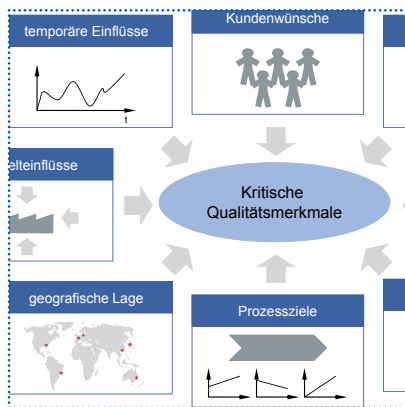 temporäre Einflüsse
t
Kundenwünsche
elteinflüsse
Kritische
Qualitätsmerkmale
geografische Lage
Prozessziele